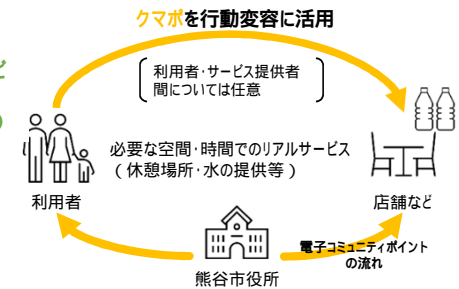 クマポを行動変容に活用
利用者・サービス提供者
間については任意
必要な空間・時間でのリアルサービス
(休憩場所・水の提供等)
利用者
店舗など
電子コミュニティポイント
の流れ
熊谷市役所